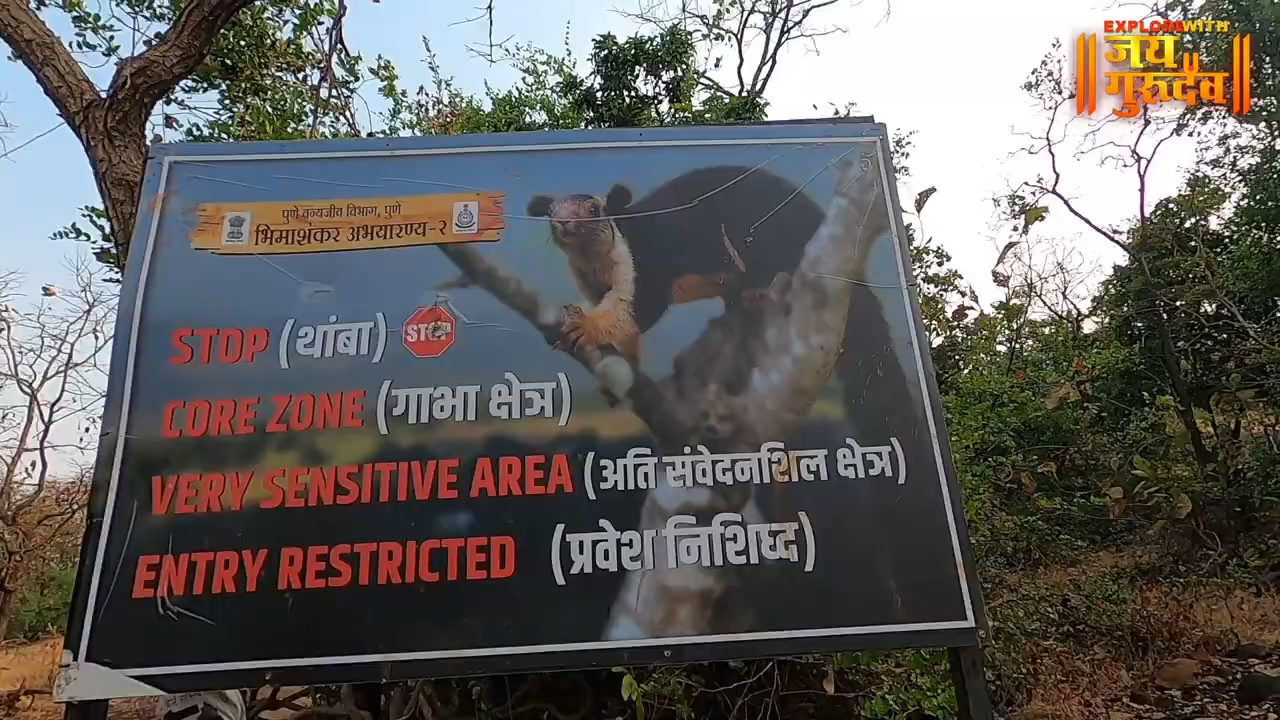 EXPLORE WITH
जय
गुरुदेव
पुणे वन्यजीव विभाग, पुणे
भिमाशंकर अभयारण्य-२
STOP (थांबा) STOP
CORE ZONE (गाभा क्षेत्र)
VERY SENSITIVE AREA (अति संवेदनशिल क्षेत्र)
ENTRY RESTRICTED (प्रवेश निशिध्द)